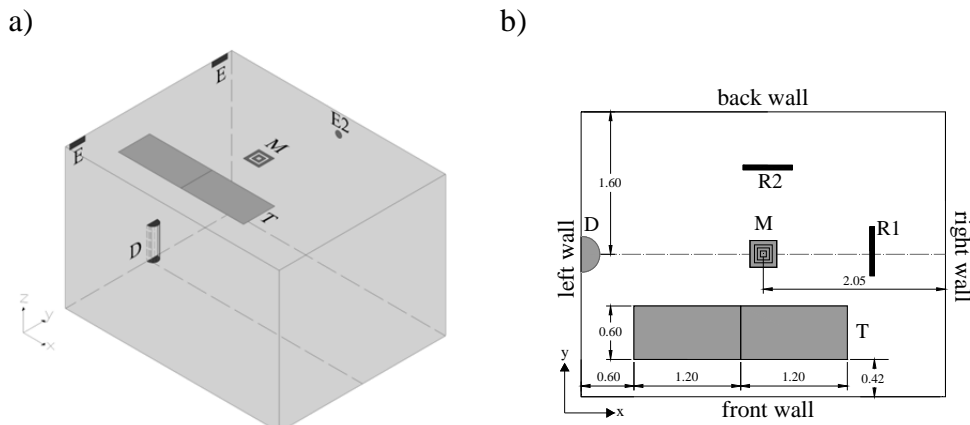 a)
E
E
E2
M
T
D
z
y
x
b)
back wall
1.60
R2
D
M
R1
left wall
right wall
2.05
0.60
T
y
0.60
1.20
1.20
0.42
x
front wall